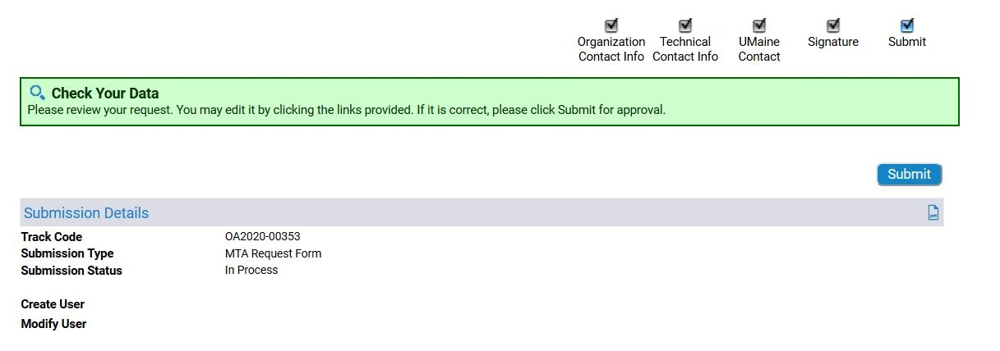 Organization Technical UMaine Signature Submit
Contact Info Contact Info Contact
Check Your Data
Please review your request. You may edit it by clicking the links provided. If it is correct, please click Submit for approval.
Submit
Submission Details
Track Code OA2020-00353
Submission Type MTA Request Form
Submission Status In Process
Create User
Modify User